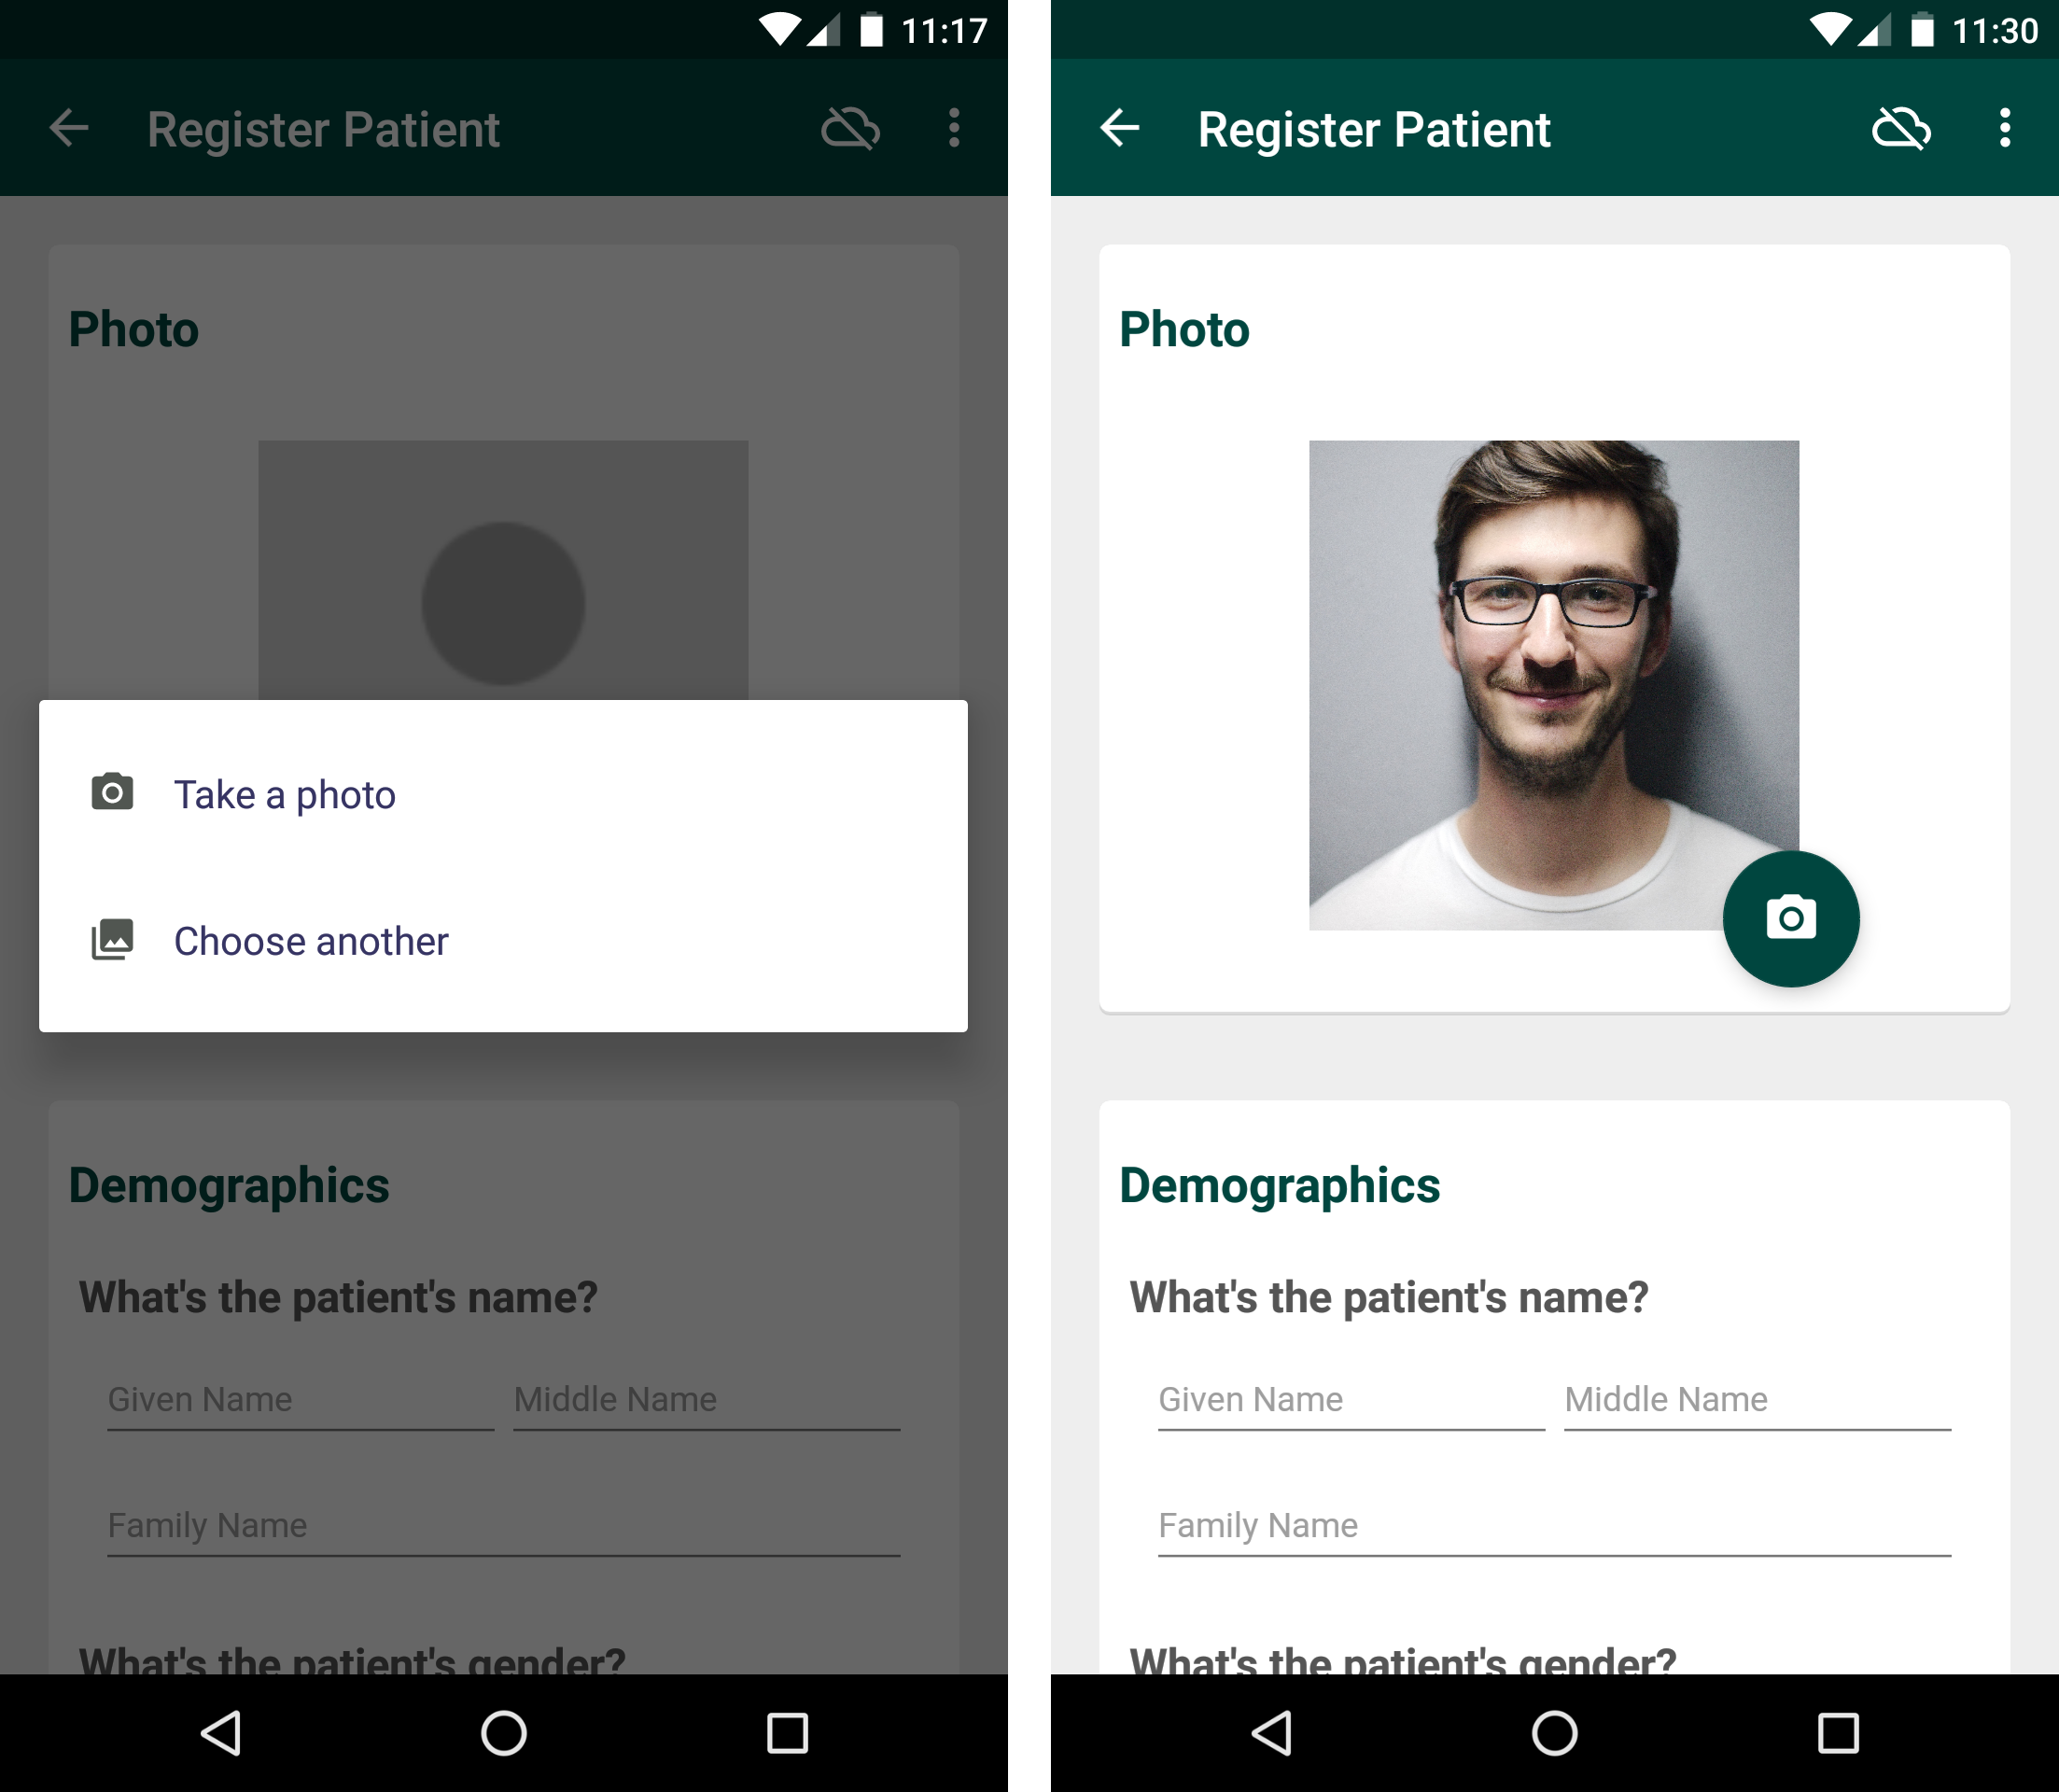 11:17
Register Patient
Photo
Take a photo
Choose another
Demographics
What's the patient's name?
Given Name Middle Name
Family Name
What's the patient's gender?
11:30
Register Patient
Photo
Demographics
What's the patient's name?
Given Name Middle Name
Family Name
What's the patient's gender?